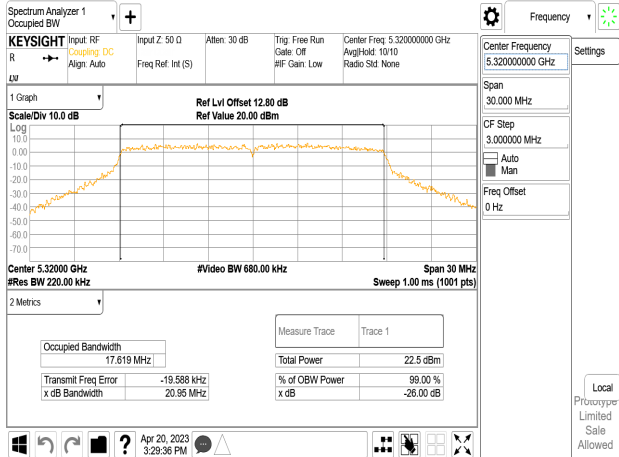 Spectrum Analyzer 1
Occupied BW
Frequency
KEYSIGHT
R
Input: RF
Coupling: DC
Align: Auto
Input Z: 50 Ω
Freq Ref: Int (S)
Atten: 30 dB
Trig: Free Run
Gate: Off
#IF Gain: Low
Center Freq: 5.320000000 GHz
Avg|Hold: 10/10
Radio Std: None
Center Frequency
5.320000000 GHz
Settings
Span
30.000 MHz
CF Step
3.000000 MHz
Auto
Man
Freq Offset
0 Hz
1 Graph
Scale/Div 10.0 dB
Ref Lvl Offset 12.80 dB
Ref Value 20.00 dBm
Log
10.0
0.00
-10.0
-20.0
-30.0
-40.0
-50.0
-60.0
-70.0
Center 5.32000 GHz
#Video BW 680.00 kHz
Span 30 MHz
#Res BW 220.00 kHz
Sweep 1.00 ms (1001 pts)
2 Metrics
Measure Trace
Trace 1
Occupied Bandwidth
17.619 MHz
Total Power
22.5 dBm
Transmit Freq Error
-19.588 kHz
% of OBW Power
99.00 %
x dB Bandwidth
20.95 MHz
x dB
-26.00 dB
Local
Prototype
Limited
Sale
Allowed
?
Apr 20, 2023
3:29:36 PM